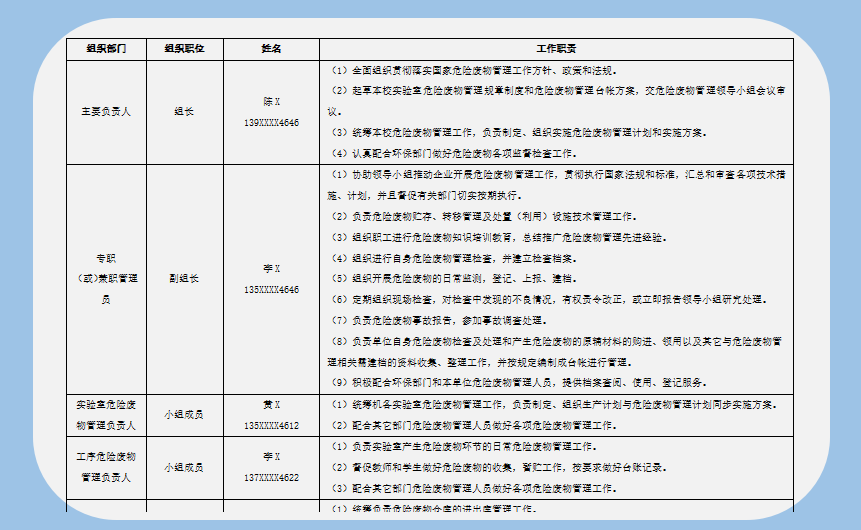 组织部门 组织职位 姓名 工作职责
主要负责人 组长 陈X
139XXXX4646
（1）全面组织贯彻落实国家危险废物管理工作方针、政策和法规。
（2）起草本校实验室危险废物管理规章制度和危险废物管理台帐方案，交危险废物管理领导小组会议审
议。
（3）统筹本校危险废物管理工作，负责制定、组织实施危险废物管理计划和实施方案。
（4）认真配合环保部门做好危险废物各项监督检查工作。
专职
（或)兼职管理
员
副组长
李X
135XXXX4646
（1）协助领导小组推动企业开展危险废物管理工作，贯彻执行国家法规和标准，汇总和审查各项技术措
施、计划，并且督促有关部门切实按期执行。
（2）负责危险废物贮存、转移管理及处置（利用）设施技术管理工作。
（3）组织职工进行危险废物知识培训教育，总结推广危险废物管理先进经验。
（4）组织进行自身危险废物管理检查，并建立检查档案。
（5）组织开展危险废物的日常监测，登记、上报、建档。
（6）定期组织现场检查，对检查中发现的不良情况，有权责令改正，或立即报告领导小组研究处理。
（7）负责危险废物事故报告，参加事故调查处理。
（8）负责单位自身危险废物检查及处理和产生危险废物的原辅材料的购进、领用以及其它与危险废物管
理相关需建档的资料收集、整理工作，并按规定编制成台帐进行管理。
（9）积极配合环保部门和本单位危险废物管理人员，提供档案查阅、使用、登记服务。
实验室危险废
物管理负责人
小组成员
黄X
135XXXX4612
（1）统筹机各实验室危险废物管理工作，负责制定、组织生产计划与危险废物管理计划同步实施方案。
（2）配合其它部门危险废物管理人员做好各项危险废物管理工作。
工序危险废物
管理负责人
小组成员
李X
137XXXX4622
（1）负责实验室产生危险废物环节的日常危险废物管理工作。
（2）督促教师和学生做好危险废物的收集，暂贮工作，按要求做好台账记录。
（3）配合其它部门危险废物管理人员做好各项危险废物管理工作。
（1）统筹负责危险废物仓库的进出库管理工作。